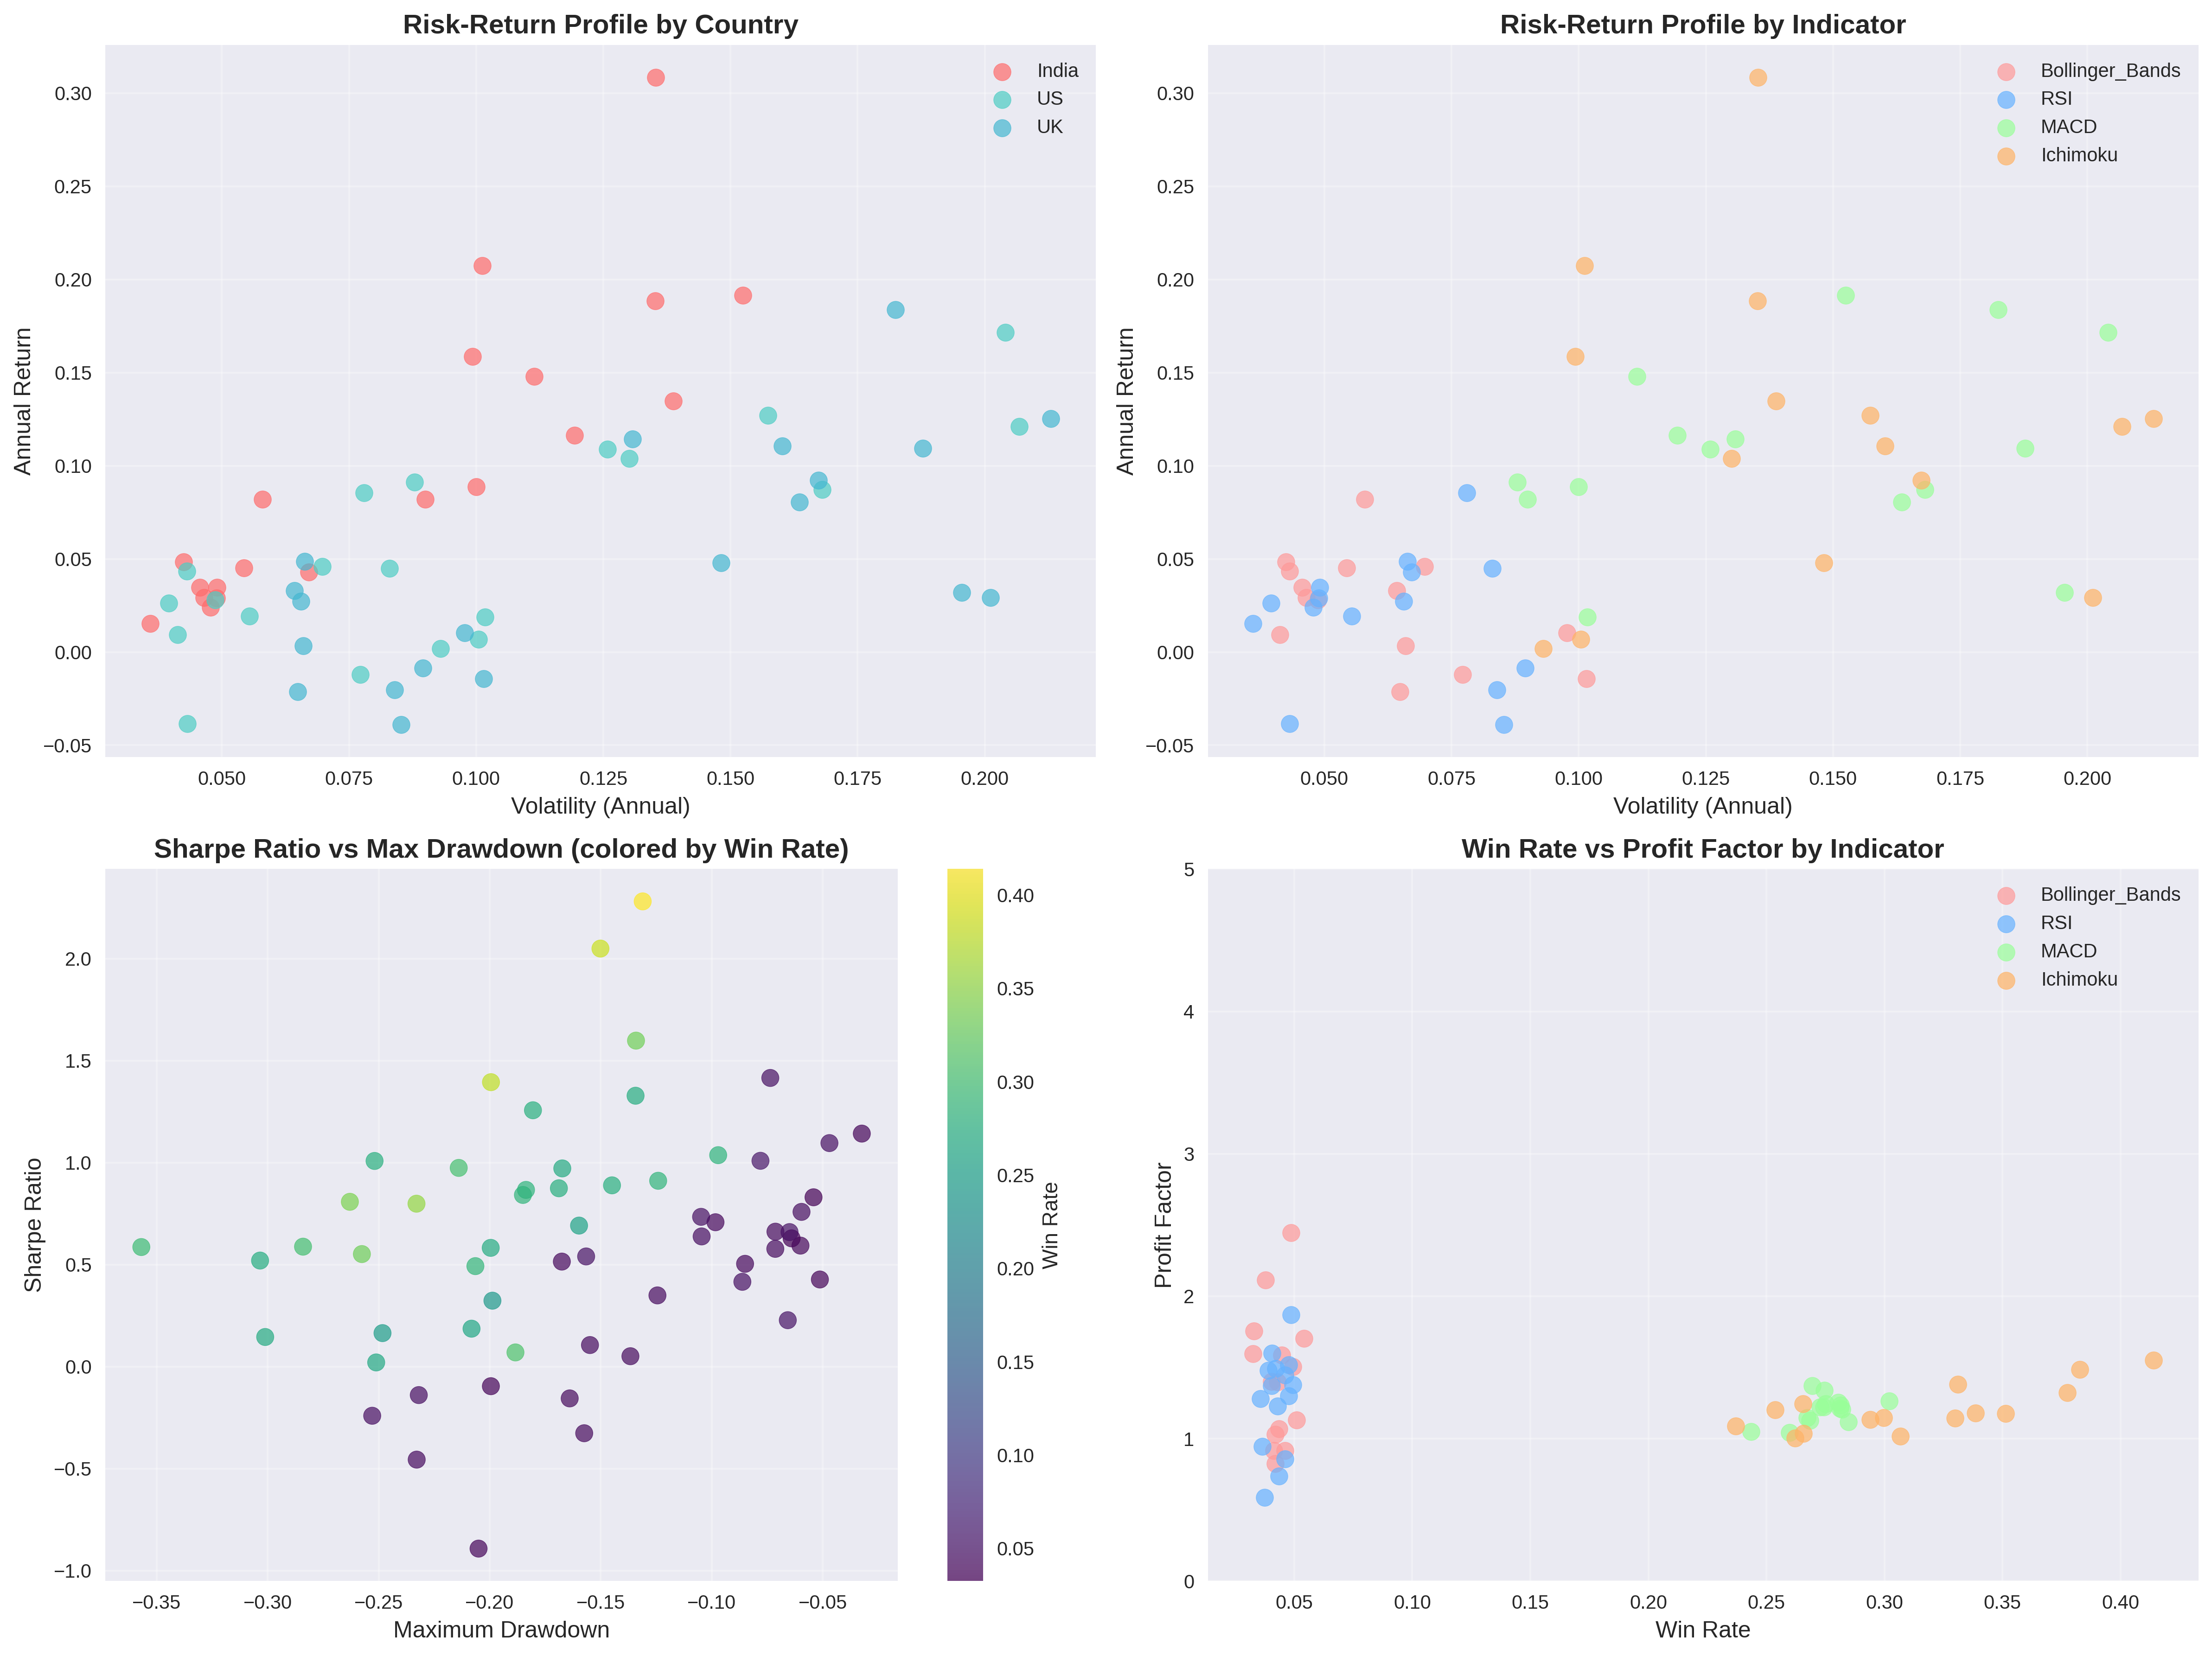 Risk-Return Profile by Country
Annual Return
0.30
0.25
0.20
0.15
0.10
0.05
0.00
−0.05
India
US
UK
0.050 0.075 0.100 0.125 0.150 0.175 0.200
Volatility (Annual)
Risk-Return Profile by Indicator
Annual Return
0.30
0.25
0.20
0.15
0.10
0.05
0.00
−0.05
Bollinger_Bands
RSI
MACD
Ichimoku
0.050 0.075 0.100 0.125 0.150 0.175 0.200
Volatility (Annual)
Sharpe Ratio vs Max Drawdown (colored by Win Rate)
Sharpe Ratio
2.0
1.5
1.0
0.5
0.0
−0.5
−1.0
−0.35 −0.30 −0.25 −0.20 −0.15 −0.10 −0.05
Maximum Drawdown
0.40
0.35
0.30
0.25
0.20
0.15
0.10
0.05
Win Rate
Win Rate vs Profit Factor by Indicator
Profit Factor
5
4
3
2
1
0
Bollinger_Bands
RSI
MACD
Ichimoku
0.05 0.10 0.15 0.20 0.25 0.30 0.35 0.40
Win Rate